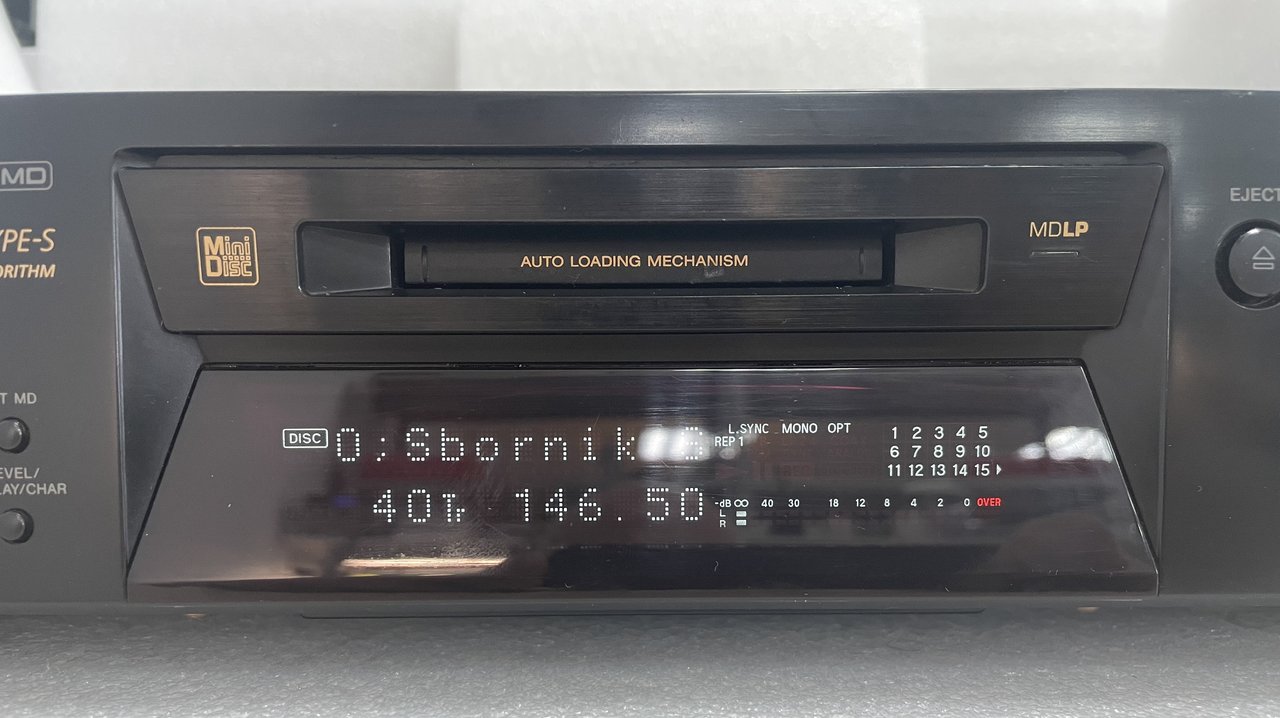 MD
YPE-S
ORITHM
Mini
Disc
AUTO LOADING MECHANISM
MDLP
EJECT
T MD
EVEL/
LAY/CHAR
DISC
0;Sbornik
L.SYNC MONO OPT
REP 1
1 2 3 4 5
6 7 8 9 10
11 12 13 14 15
40Tr 146.50
-dB ∞ 40 30 18 12 8 4 2 0 OVER
L
R